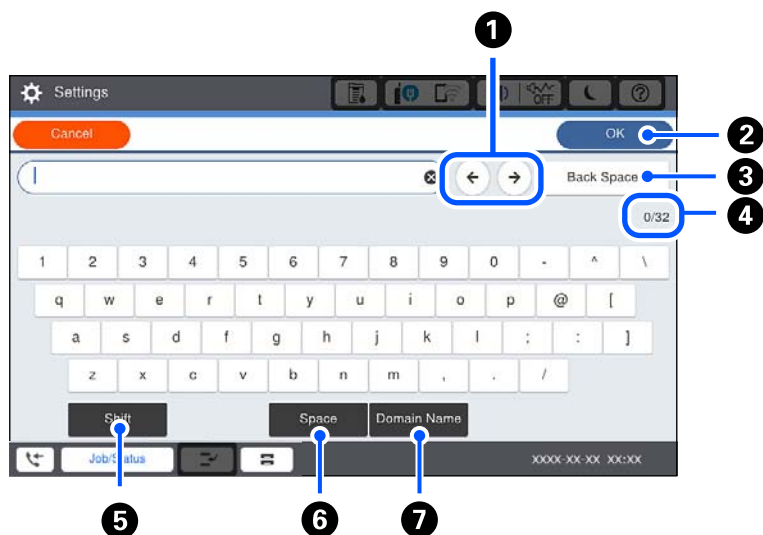 1
Settings
OFF
Cancel
OK
2
Back Space
3
0/32
4
1 2 3 4 5 6 7 8 9 0 - ^ \
q w e r t y u i o p @ [
a s d f g h j k l ; : ]
z x c v b n m , . /
Shift Space Domain Name
Job/Status xxxx-xx-xx xx:xx
5 6 7